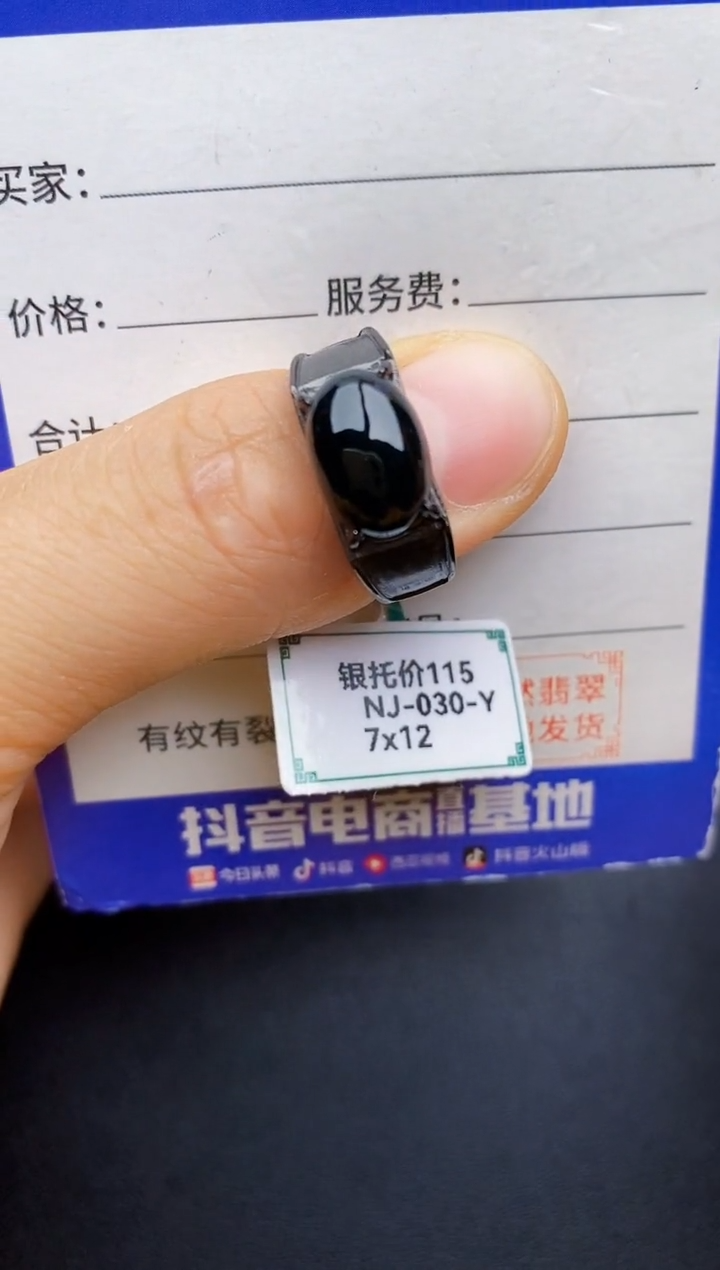 买家：
价格：
服务费：
合计
银托价115
NJ-030-Y
7x12
翡翠
发货
有纹有裂
抖音电商直播基地
今日头条 抖音 西瓜视频 抖音火山版